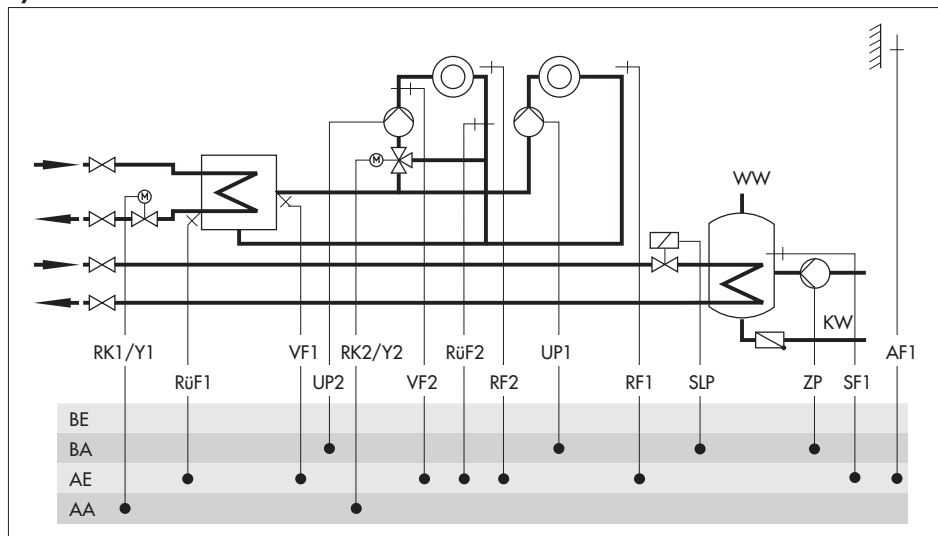 M
WW
M
KW
RK1/Y1 VF1 RK2/Y2 RüF2 UP1 AF1
RüF1 UP2 VF2 RF2 RF1 SLP ZP SF1
BE
BA
AE
AA